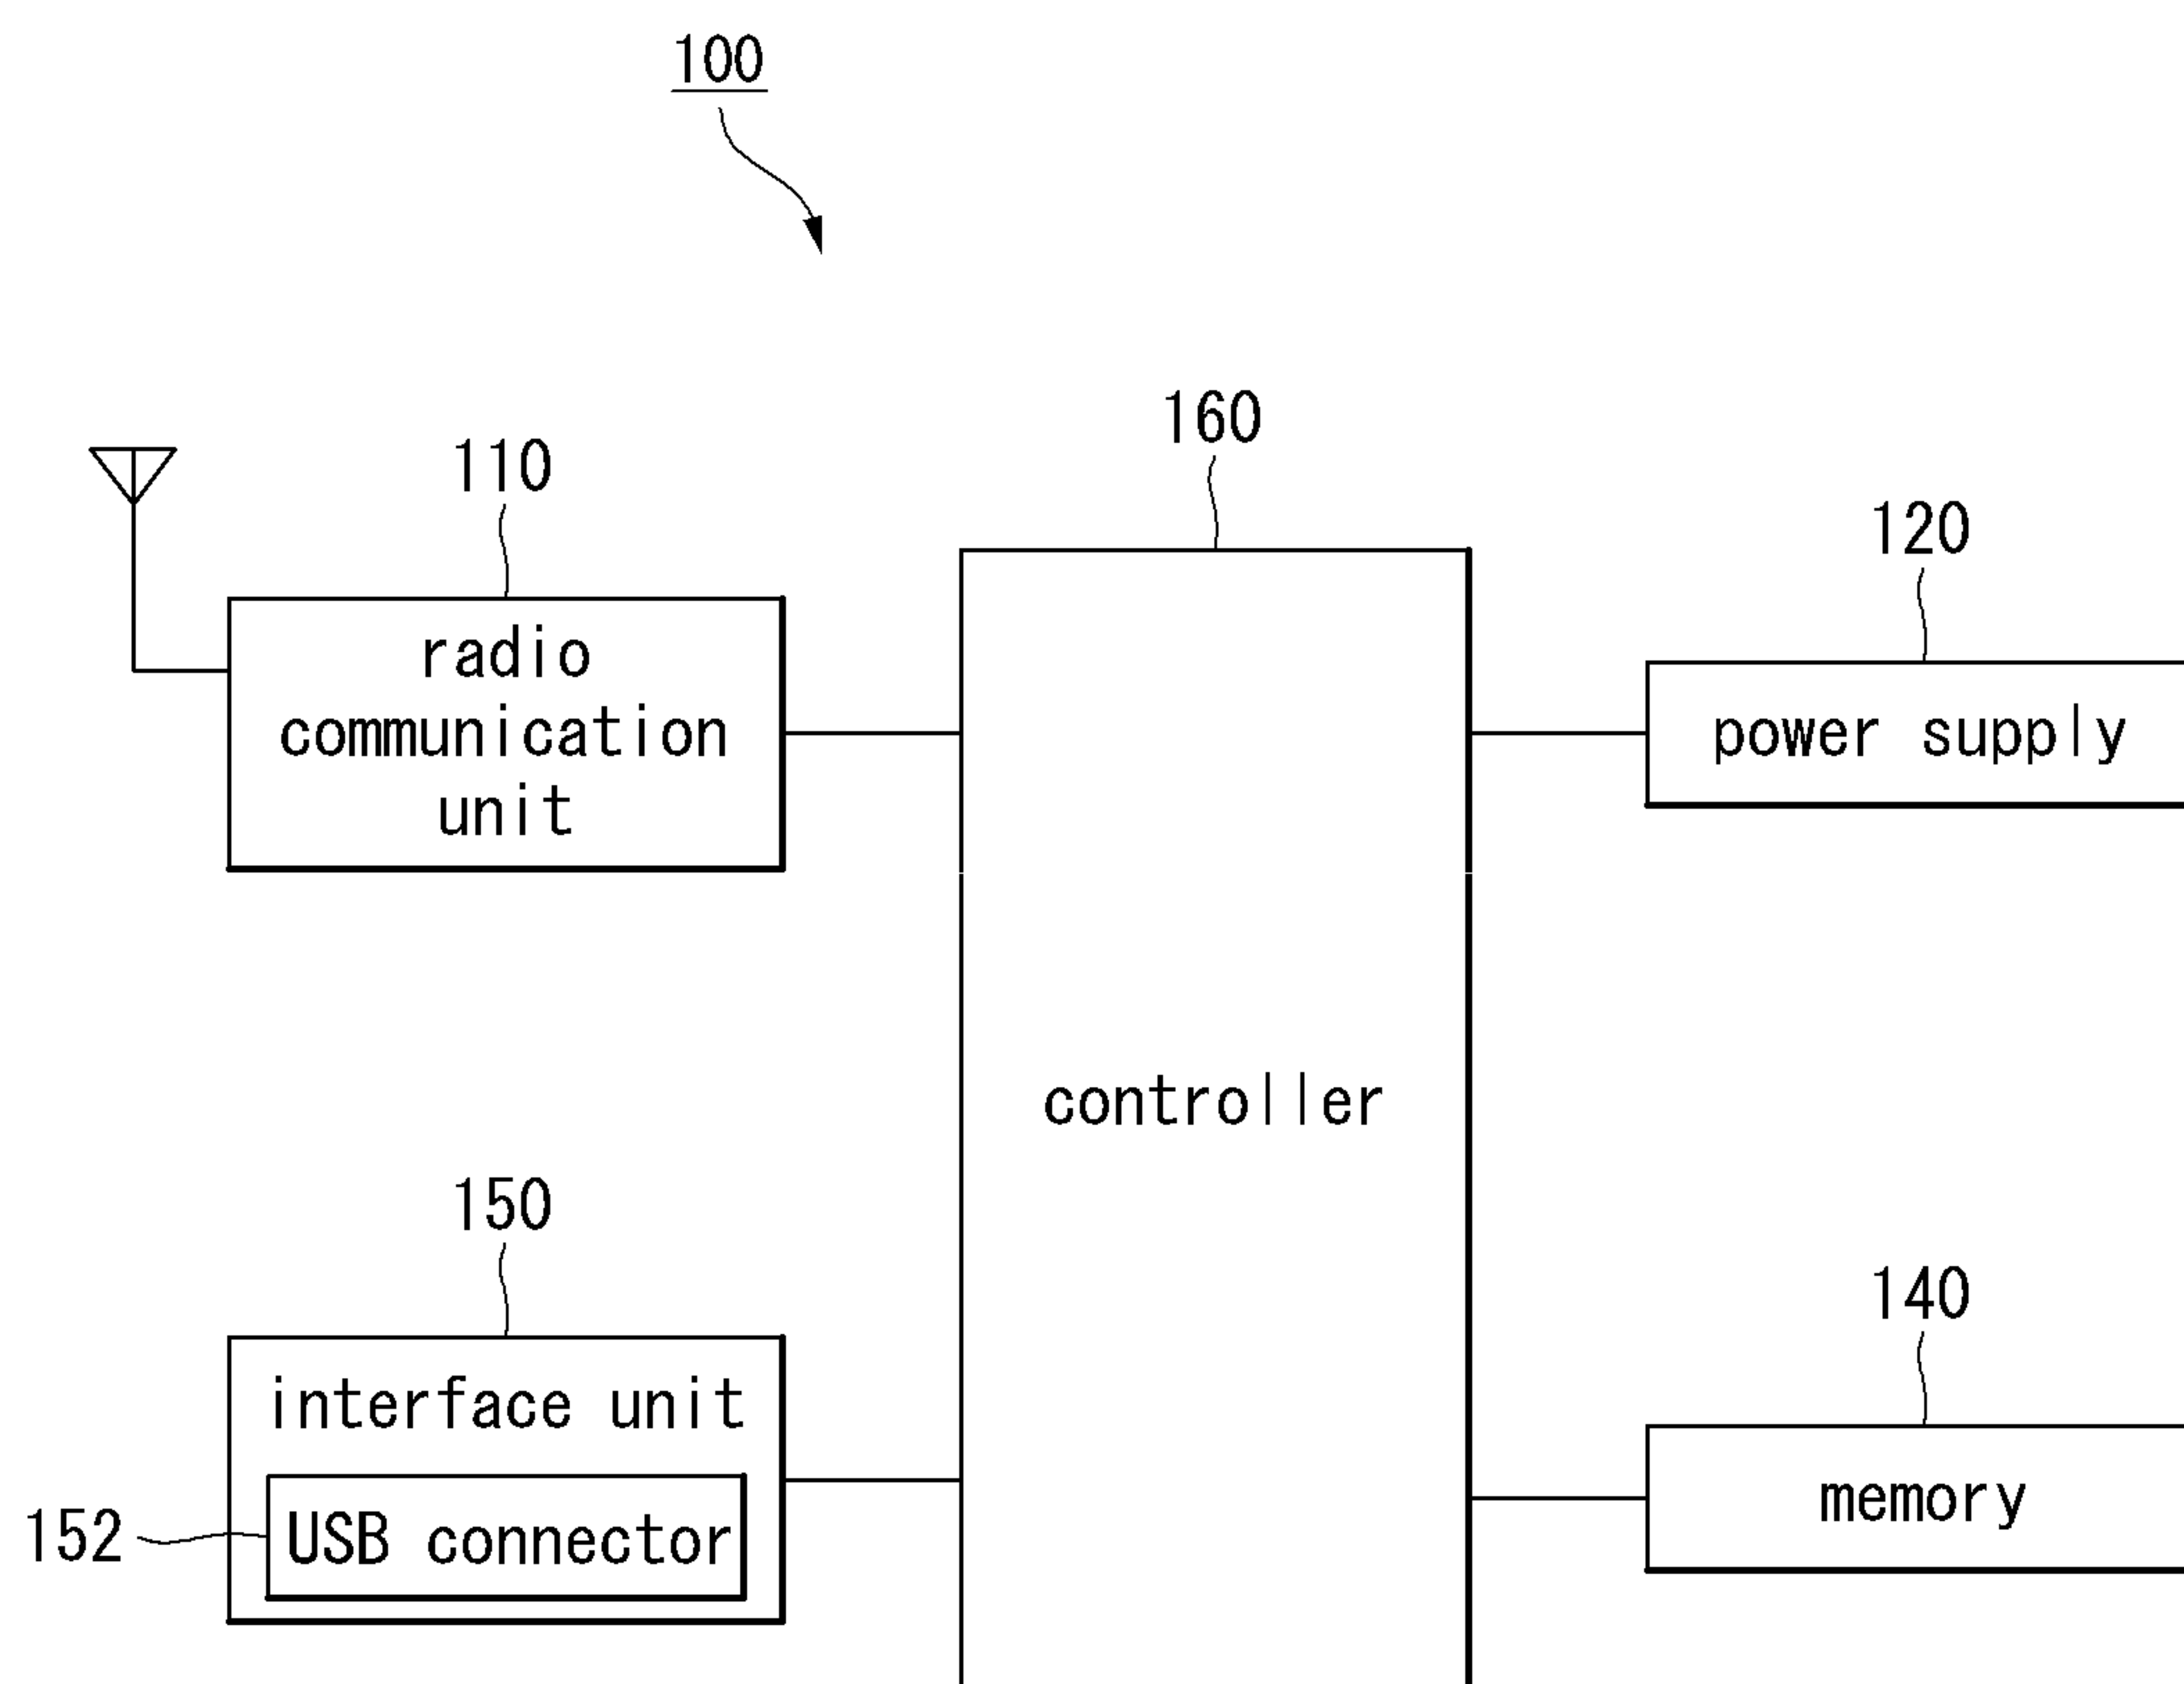 100
160
110
120
radio
communication
unit
power supply
controller
150
140
interface unit
memory
152
USB connector